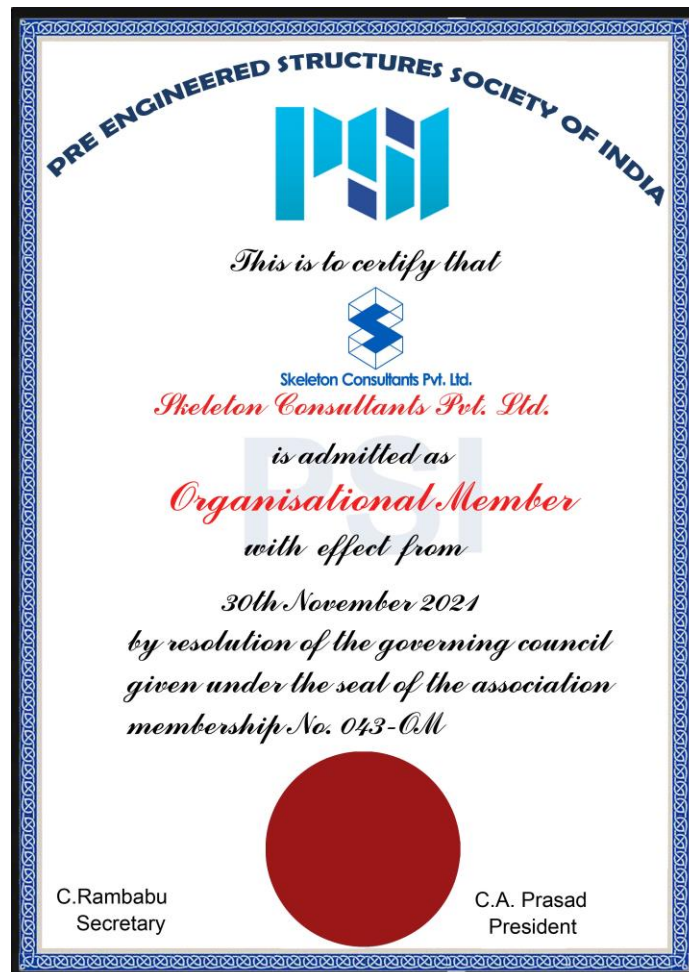 PRE ENGINEERED STRUCTURES SOCIETY OF INDIA
PSI
This is to certify that
Skeleton Consultants Pvt. Ltd.
Skeleton Consultants Pvt. Ltd.
is admitted as
PSI
Organisational Member
with effect from
30th November 2021
by resolution of the governing council
given under the seal of the association
membership No. 043-OM
C.Rambabu
Secretary
C.A. Prasad
President